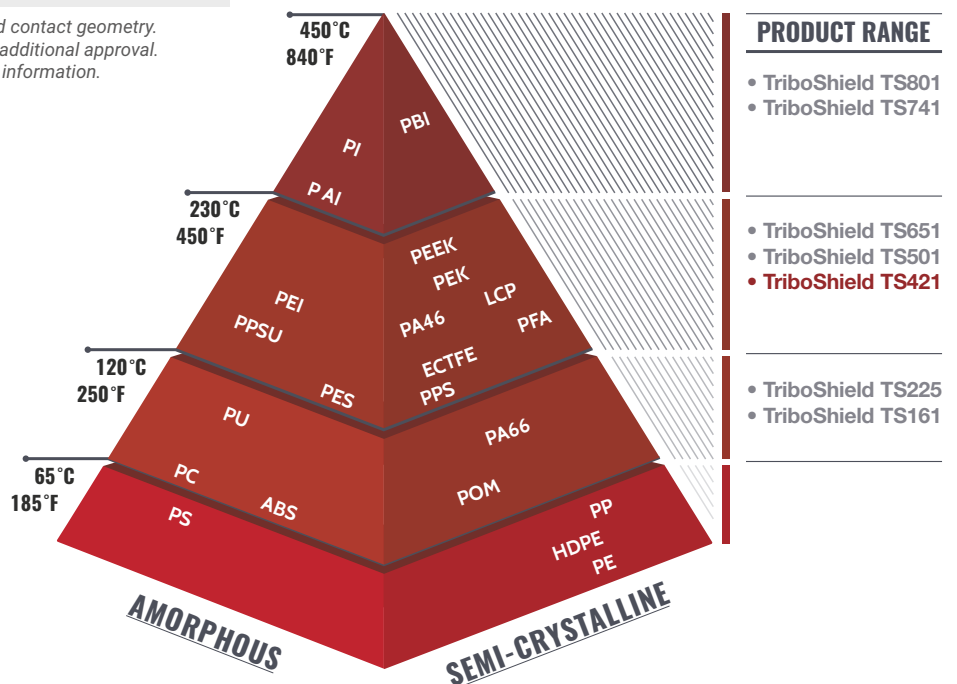 d contact geometry.
additional approval.
information.
450°C
840°F
PRODUCT RANGE
• TriboShield TS801
• TriboShield TS741
PBI
PI
PAI
230°C
450°F
• TriboShield TS651
• TriboShield TS501
• TriboShield TS421
PEEK
PEK
LCP
PEI
PA46
PFA
PPSU
ECTFE
PES
PPS
120°C
250°F
• TriboShield TS225
• TriboShield TS161
PU
PA66
PC
POM
ABS
65°C
185°F
PS
PP
HDPE
PE
AMORPHOUS
SEMI-CRYSTALLINE